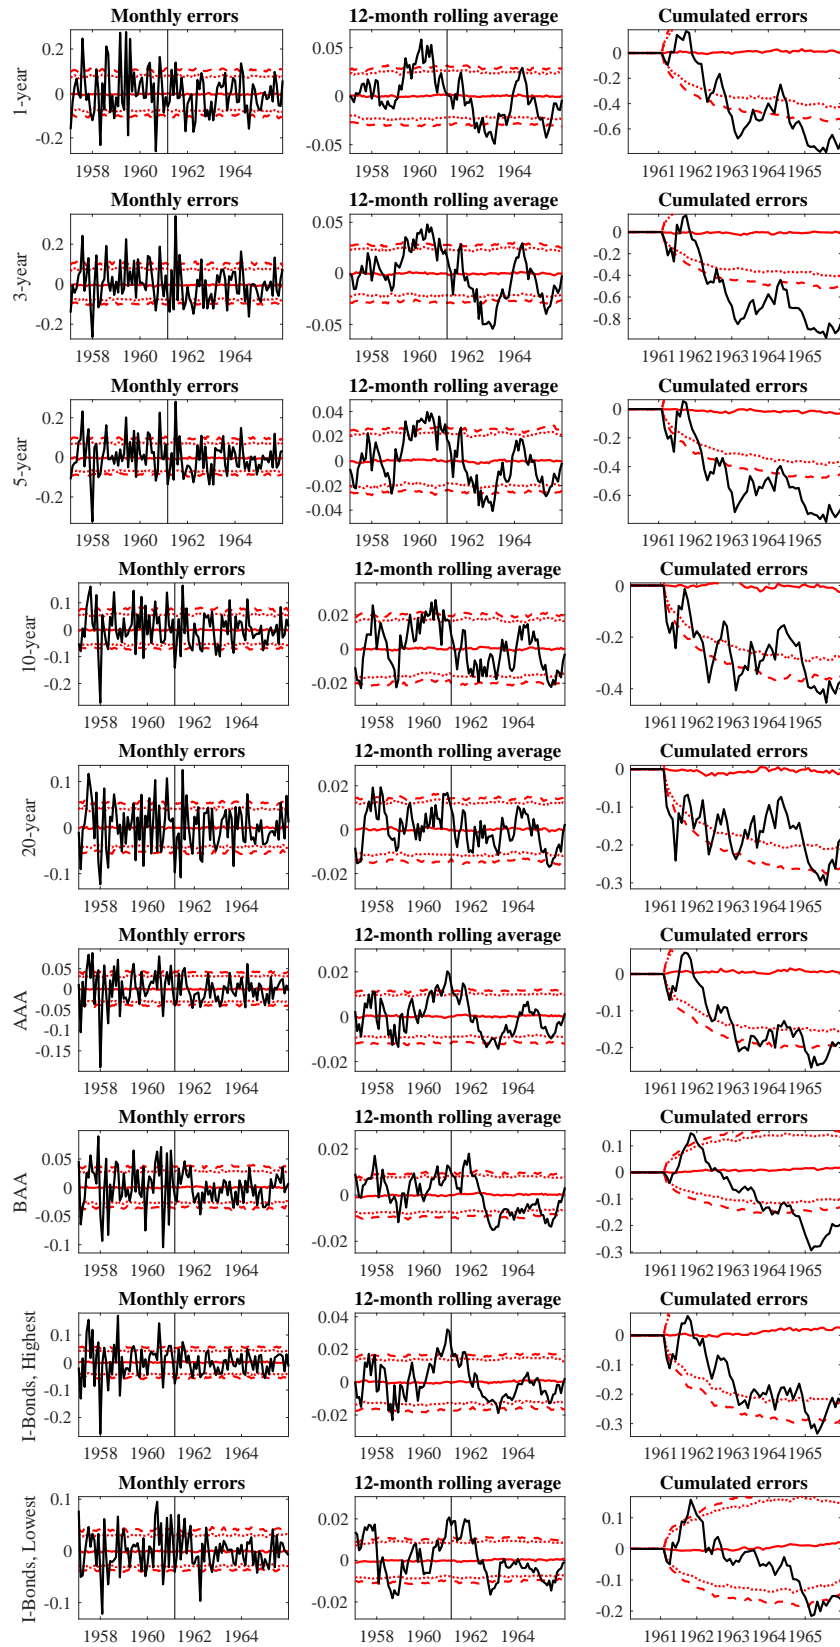 Monthly errors 12-month rolling average Cumulated errors
1-year
0.2 0 -0.2
0.05 0 -0.05
0 -0.2 -0.4 -0.6
1958 1960 1962 1964 1958 1960 1962 1964 1961 1962 1963 1964 1965
Monthly errors 12-month rolling average Cumulated errors
3-year
0.2 0 -0.2
0.05 0 -0.05
0 -0.2 -0.4 -0.6 -0.8
1958 1960 1962 1964 1958 1960 1962 1964 1961 1962 1963 1964 1965
Monthly errors 12-month rolling average Cumulated errors
5-year
0.2 0 -0.2
0.04 0.02 0 -0.02 -0.04
0 -0.2 -0.4 -0.6
1958 1960 1962 1964 1958 1960 1962 1964 1961 1962 1963 1964 1965
Monthly errors 12-month rolling average Cumulated errors
10-year
0.1 0 -0.1 -0.2
0.02 0 -0.02
0 -0.2 -0.4
1958 1960 1962 1964 1958 1960 1962 1964 1961 1962 1963 1964 1965
Monthly errors 12-month rolling average Cumulated errors
20-year
0.1 0 -0.1
0.02 0 -0.02
0 -0.1 -0.2 -0.3
1958 1960 1962 1964 1958 1960 1962 1964 1961 1962 1963 1964 1965
Monthly errors 12-month rolling average Cumulated errors
AAA
0.05 0 -0.05 -0.1 -0.15
0.02 0 -0.02
0 -0.1 -0.2
1958 1960 1962 1964 1958 1960 1962 1964 1961 1962 1963 1964 1965
Monthly errors 12-month rolling average Cumulated errors
BAA
0.05 0 -0.05 -0.1
0.02 0 -0.02
0.1 0 -0.1 -0.2 -0.3
1958 1960 1962 1964 1958 1960 1962 1964 1961 1962 1963 1964 1965
Monthly errors 12-month rolling average Cumulated errors
I-Bonds, Highest
0.1 0 -0.1 -0.2
0.04 0.02 0 -0.02
0 -0.1 -0.2 -0.3
1958 1960 1962 1964 1958 1960 1962 1964 1961 1962 1963 1964 1965
Monthly errors 12-month rolling average Cumulated errors
I-Bonds, Lowest
0.1 0 -0.1
0.02 0 -0.02
0.1 0 -0.1 -0.2
1958 1960 1962 1964 1958 1960 1962 1964 1961 1962 1963 1964 1965